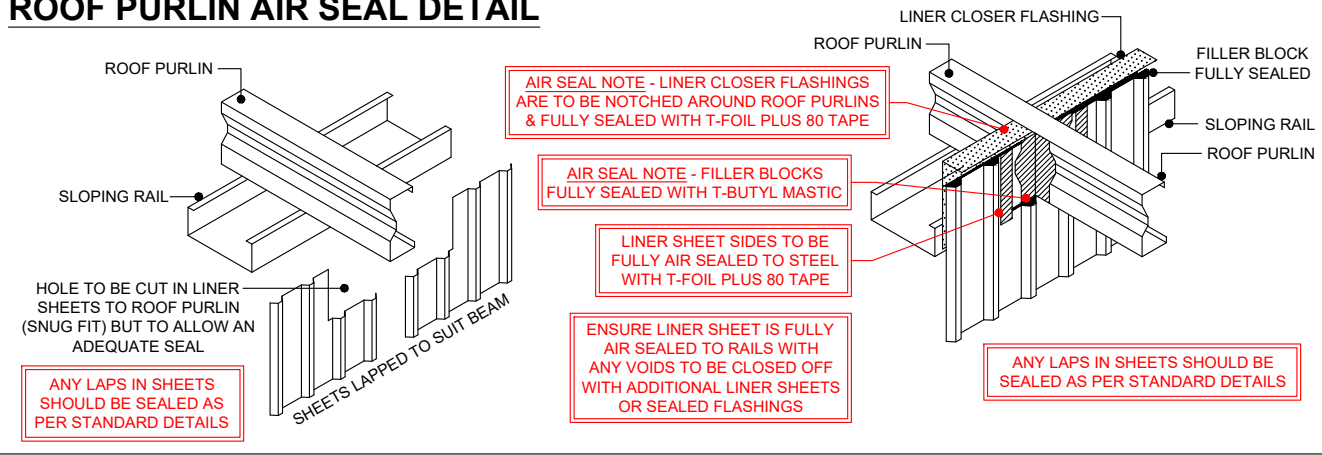 ROOF PURLIN AIR SEAL DETAIL
ROOF PURLIN
SLOPING RAIL
HOLE TO BE CUT IN LINER
SHEETS TO ROOF PURLIN
(SNUG FIT) BUT TO ALLOW AN
ADEQUATE SEAL
ANY LAPS IN SHEETS
SHOULD BE SEALED AS
PER STANDARD DETAILS
SHEETS LAPPED TO SUIT BEAM
LINER CLOSER FLASHING
ROOF PURLIN
FILLER BLOCK
FULLY SEALED
SLOPING RAIL
ROOF PURLIN
AIR SEAL NOTE - LINER CLOSER FLASHINGS
ARE TO BE NOTCHED AROUND ROOF PURLINS
& FULLY SEALED WITH T-FOIL PLUS 80 TAPE
AIR SEAL NOTE - FILLER BLOCKS
FULLY SEALED WITH T-BUTYL MASTIC
LINER SHEET SIDES TO BE
FULLY AIR SEALED TO STEEL
WITH T-FOIL PLUS 80 TAPE
ENSURE LINER SHEET IS FULLY
AIR SEALED TO RAILS WITH
ANY VOIDS TO BE CLOSED OFF
WITH ADDITIONAL LINER SHEETS
OR SEALED FLASHINGS
ANY LAPS IN SHEETS SHOULD BE
SEALED AS PER STANDARD DETAILS